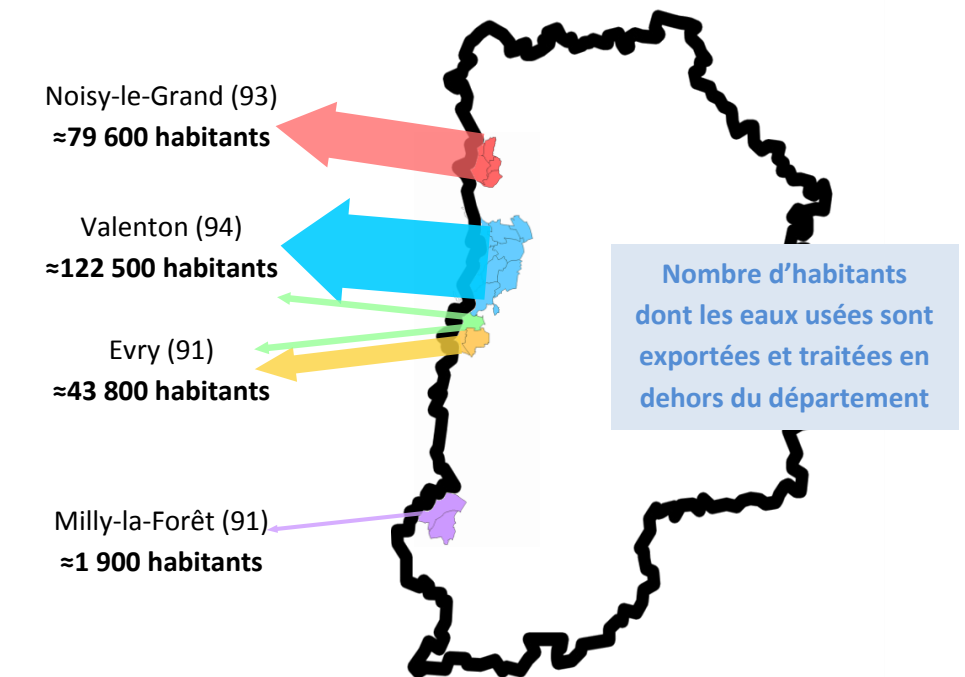 Noisy-le-Grand (93)
≈79 600 habitants
Valenton (94)
≈122 500 habitants
Evry (91)
≈43 800 habitants
Milly-la-Forêt (91)
≈1 900 habitants
Nombre d’habitants
dont les eaux usées sont
exportées et traitées en
dehors du département